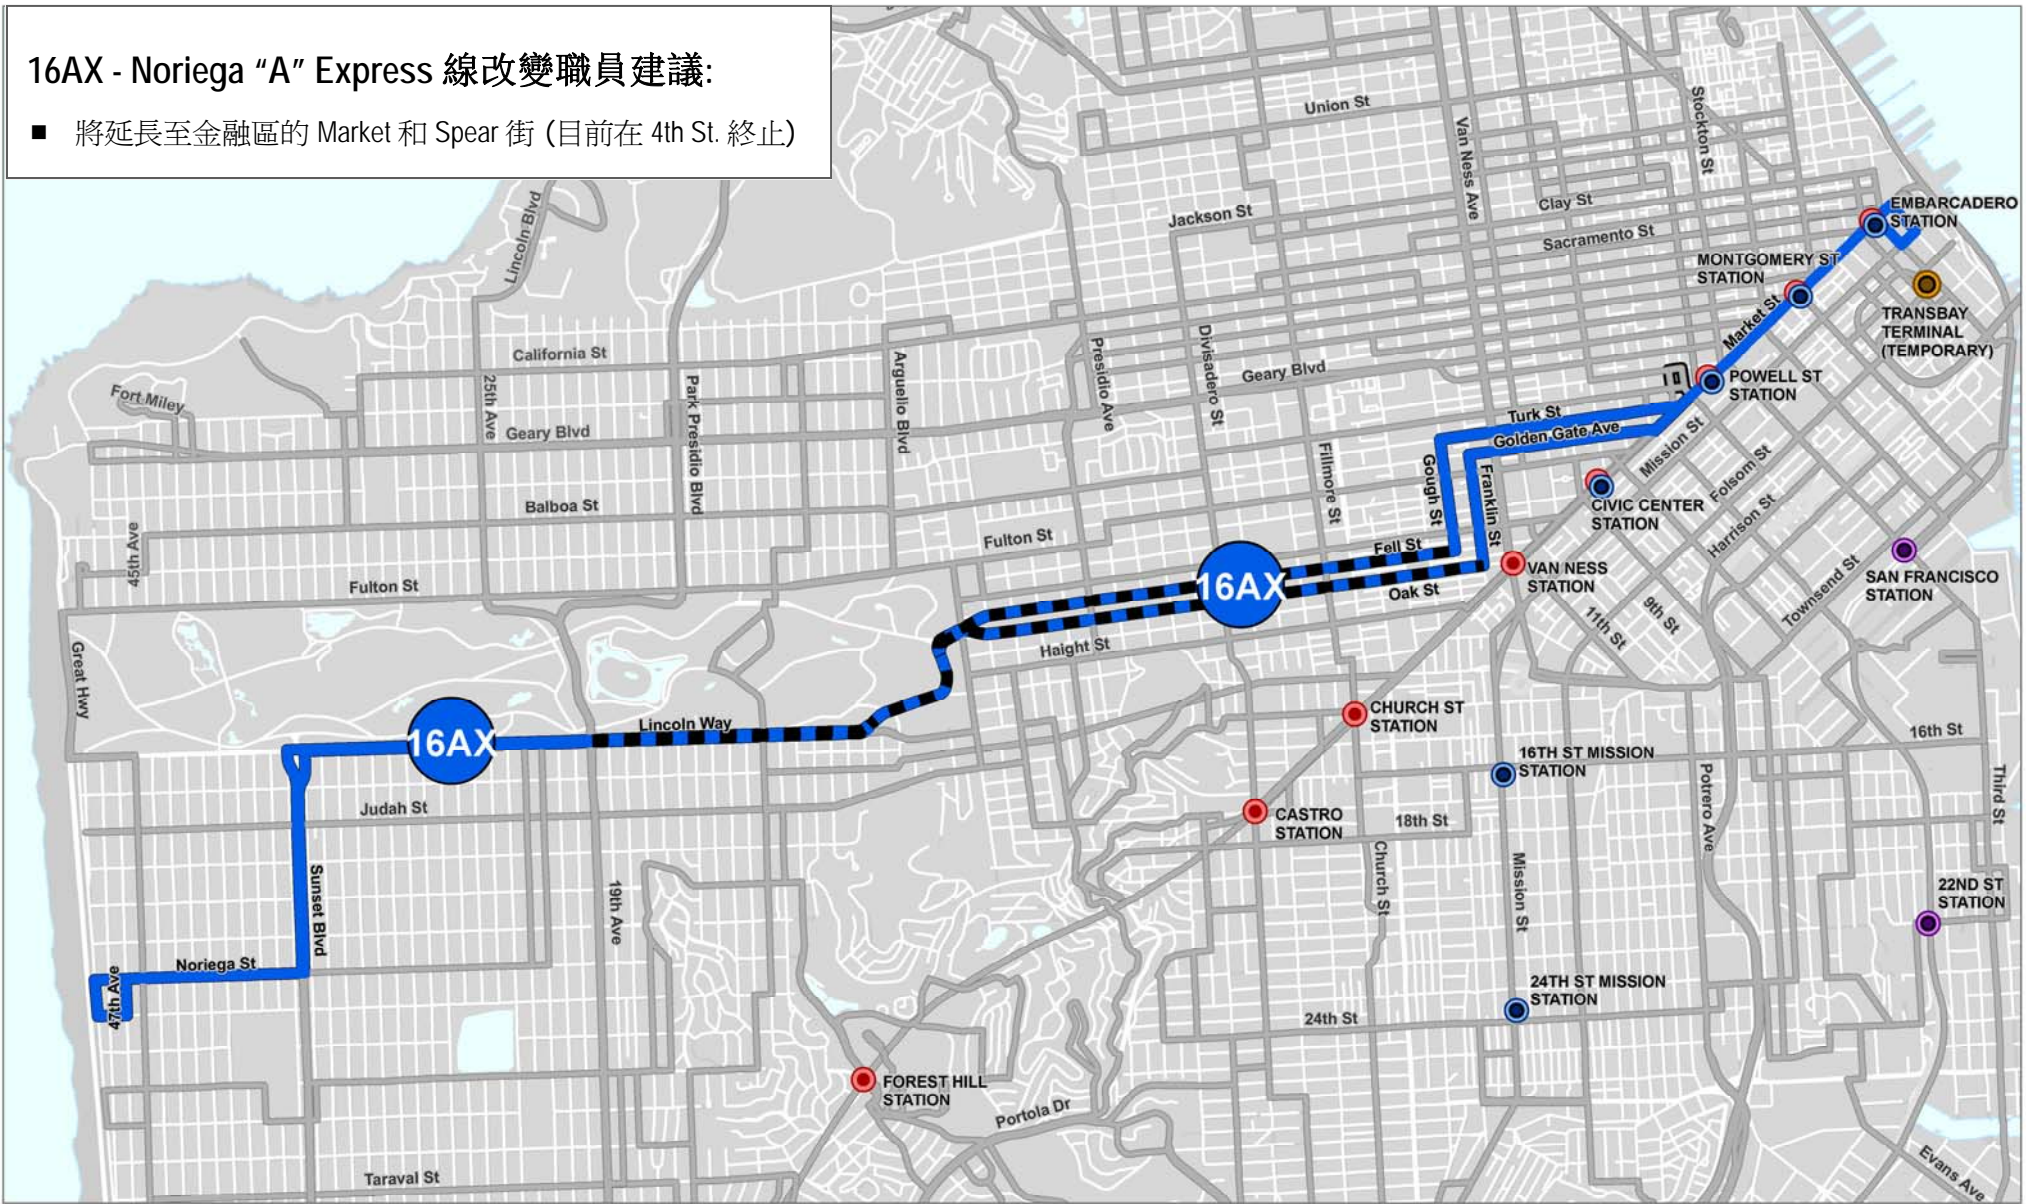 16AX - Noriega “A” Express 線改變職員建議:
■ 將延長至金融區的 Market 和 Spear 街 (目前在 4th St. 終止)
Union St
Stockton St
Van Ness Ave
Lincoln Blvd
Jackson St
Clay St
Sacramento St
EMBARCADERO
STATION
MONTGOMERY ST
STATION
Market St
TRANSBAY
TERMINAL
(TEMPORARY)
California St
25th Ave
Park Presidio Blvd
Arguello Blvd
Presidio Ave
Divisadero St
Geary Blvd
POWELL ST
STATION
Fort Miley
Geary Blvd
Turk St
Golden Gate Ave
Mission St
Folsom St
Harrison St
Fillmore St
Gough St
Franklin St
CIVIC CENTER
STATION
Balboa St
45th Ave
Fulton St
Fell St
16AX
Oak St
VAN NESS
STATION
Townsend St
SAN FRANCISCO
STATION
Fulton St
9th St
11th St
Haight St
Great Hwy
Lincoln Way
16AX
CHURCH ST
STATION
16th St
16TH ST MISSION
STATION
Potrero Ave
Third St
Judah St
CASTRO
STATION
18th St
Church St
Mission St
Sunset Blvd
19th Ave
22ND ST
STATION
Noriega St
47th Ave
24TH ST MISSION
STATION
24th St
FOREST HILL
STATION
Portola Dr
Taraval St
Evans Ave